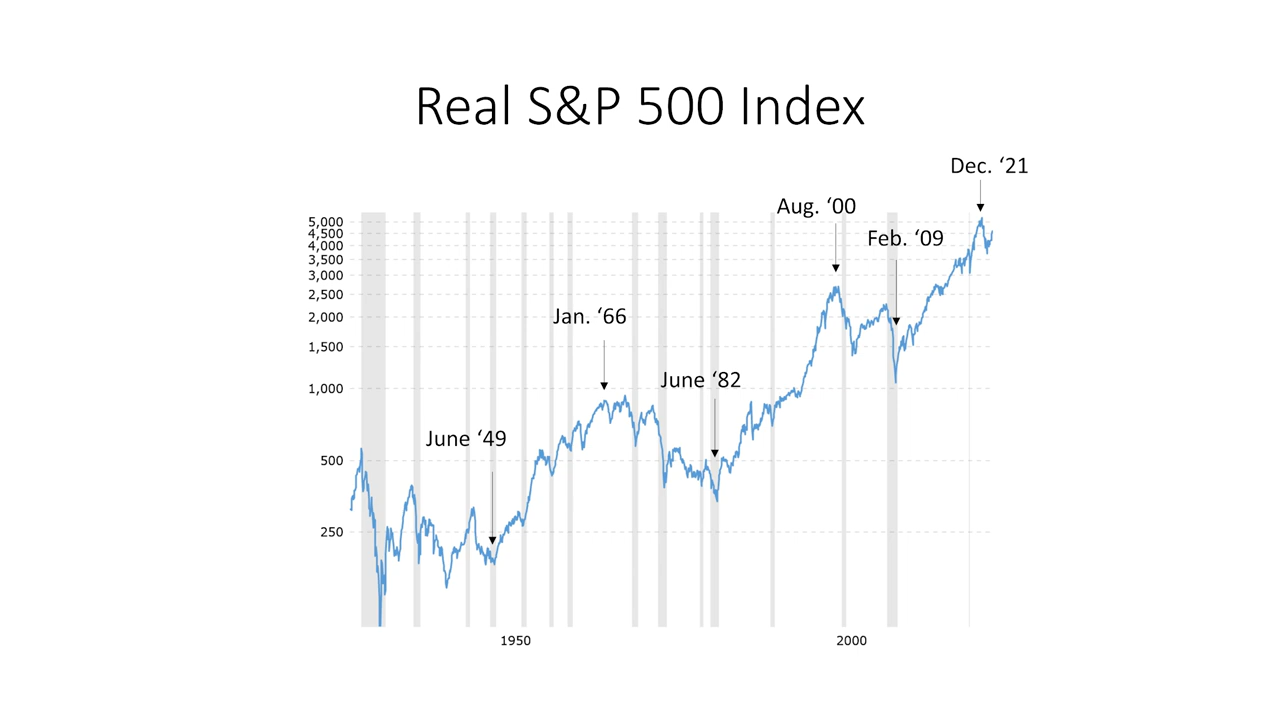 Real S&P 500 Index
Dec. ‘21
Aug. ‘00
Feb. ‘09
Jan. ‘66
June ‘82
June ‘49
5,000
4,500
4,000
3,500
3,000
2,500
2,000
1,500
1,000
500
250
1950
2000